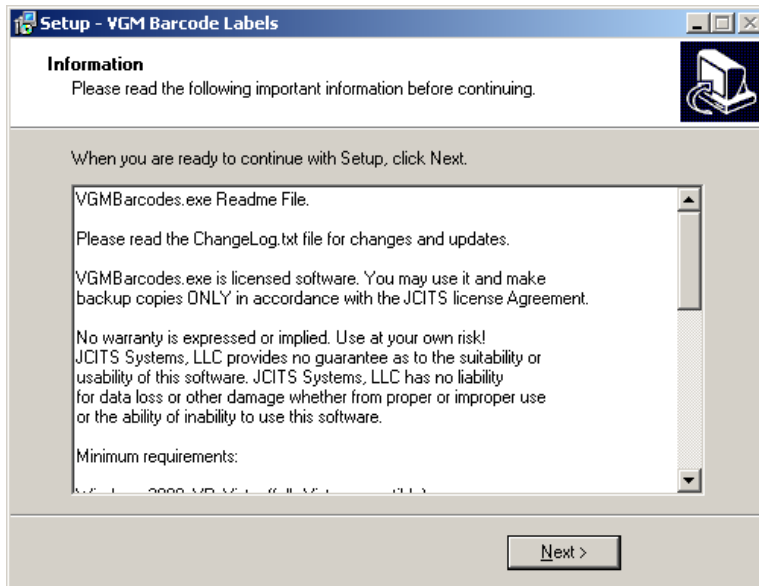 Setup - VGM Barcode Labels
Information
Please read the following important information before continuing.
When you are ready to continue with Setup, click Next.
VGMBarcodes.exe Readme File.
Please read the ChangeLog.txt file for changes and updates.
VGMBarcodes.exe is licensed software. You may use it and make
backup copies ONLY in accordance with the JCITS license Agreement.
No warranty is expressed or implied. Use at your own risk!
JCITS Systems, LLC provides no guarantee as to the suitability or
usability of this software. JCITS Systems, LLC has no liability
for data loss or other damage whether from proper or improper use
or the ability of inability to use this software.
Minimum requirements:
Next >